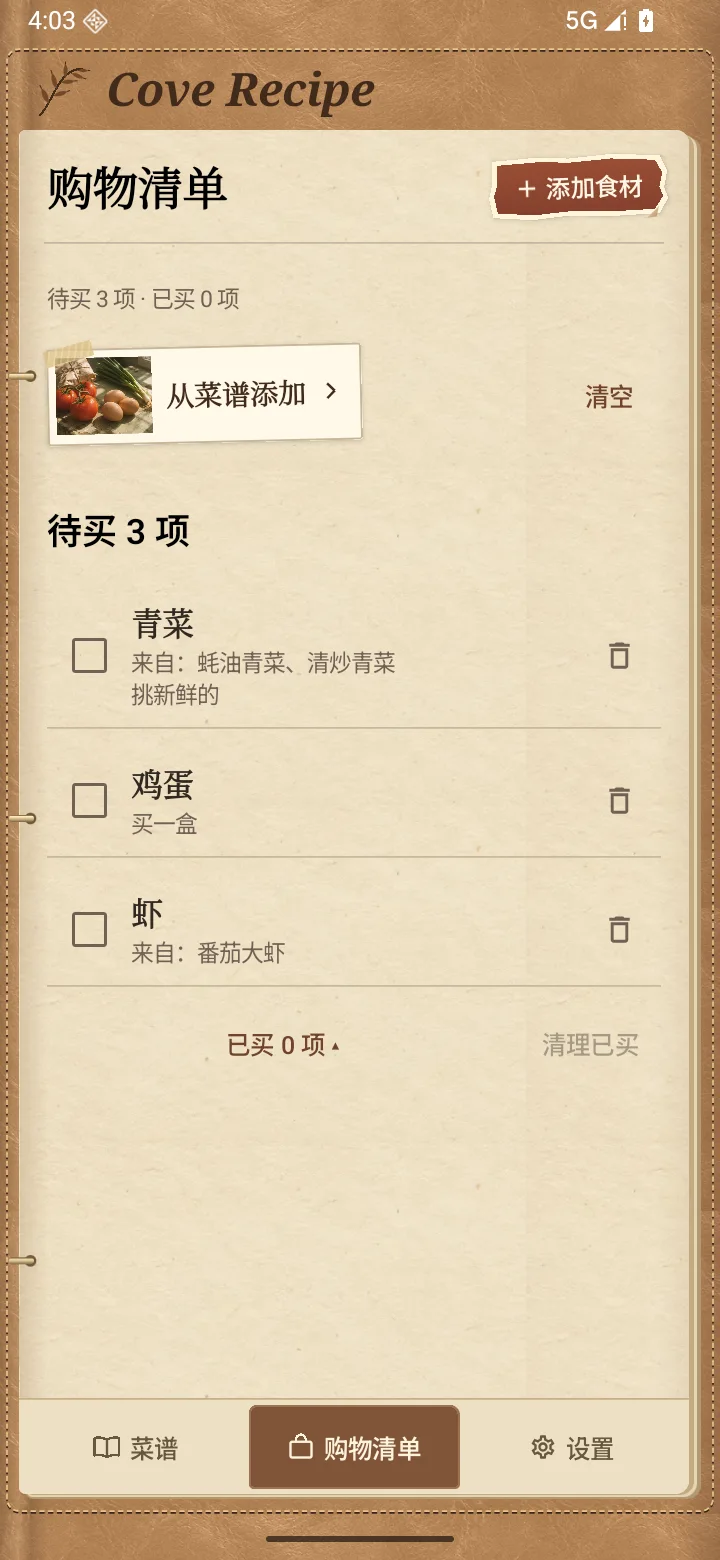 4:03
5G
Cove Recipe
购物清单
+ 添加食材
待买 3 项 · 已买 0 项
从菜谱添加
清空
待买 3 项
青菜
来自：蚝油青菜、清炒青菜
挑新鲜的
鸡蛋
买一盒
虾
来自：番茄大虾
已买 0 项 ▴
清理已买
菜谱
购物清单
设置